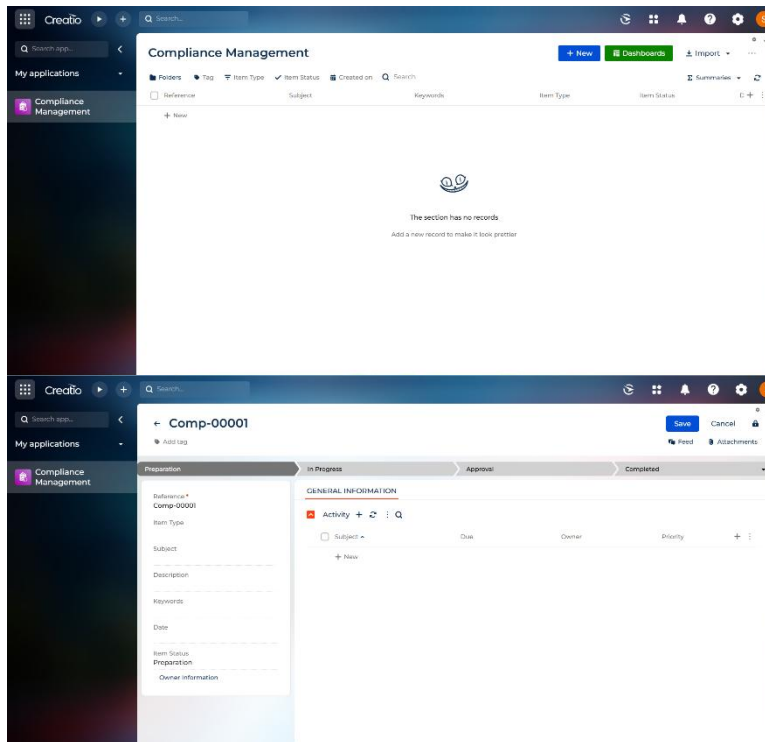 Creatio
Search...
Search app...
My applications
Compliance Management
Compliance Management
+ New
Dashboards
Import
Folders Tag Item Type Item Status Created on Search
Summaries
Reference Subject Keywords Item Type Item Status
+ New
The section has no records
Add a new record to make it look prettier
Creatio
Search...
Search app...
My applications
Compliance Management
← Comp-00001
Save Cancel
Add tag
Feed Attachments
Preparation In Progress Approval Completed
GENERAL INFORMATION
Reference*
Comp-00001
Item Type
Subject
Description
Keywords
Date
Item Status
Preparation
Owner Information
Activity
Subject Due Owner Priority
+ New